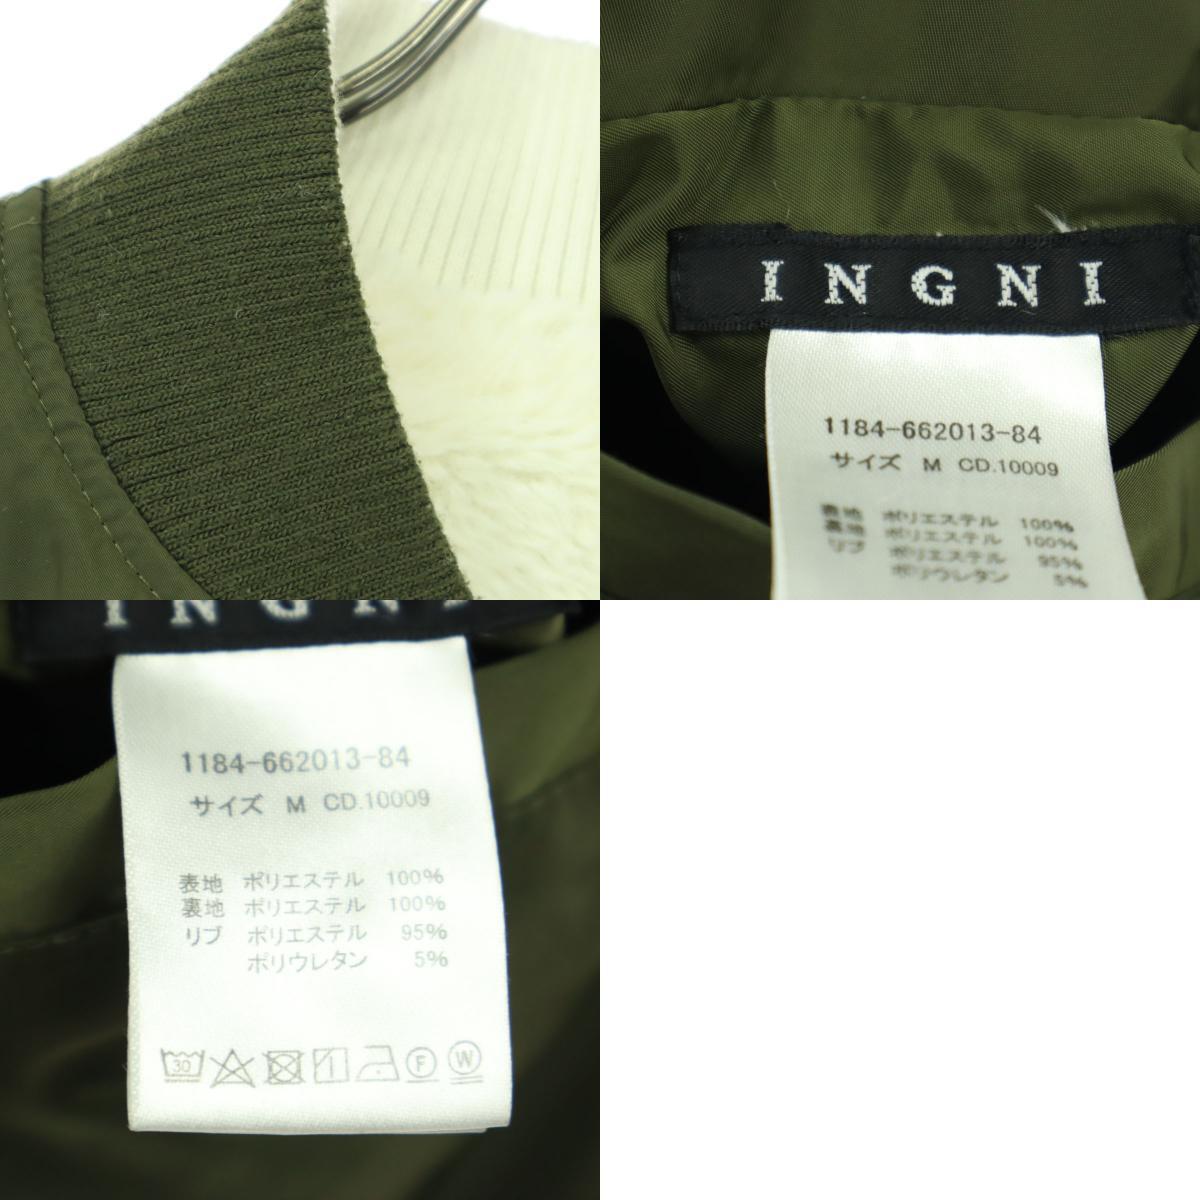 I N G N I
1184-662013-84
サイズ M CD.10009
表地 ポリエステル 100%
裏地 ポリエステル 100%
リブ ポリエステル 95%
ポリウレタン 5%
I N G N I
1184-662013-84
サイズ M CD.10009
表地 ポリエステル 100%
裏地 ポリエステル 100%
リブ ポリエステル 95%
ポリウレタン 5%
30 F W